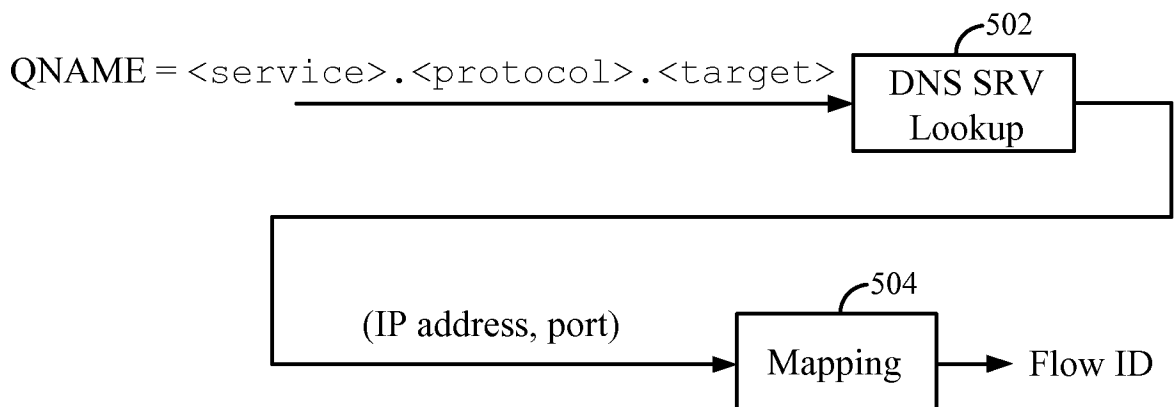 502
QNAME = <service>.<protocol>.<target>
DNS SRV
Lookup
504
(IP address, port)
Mapping
Flow ID